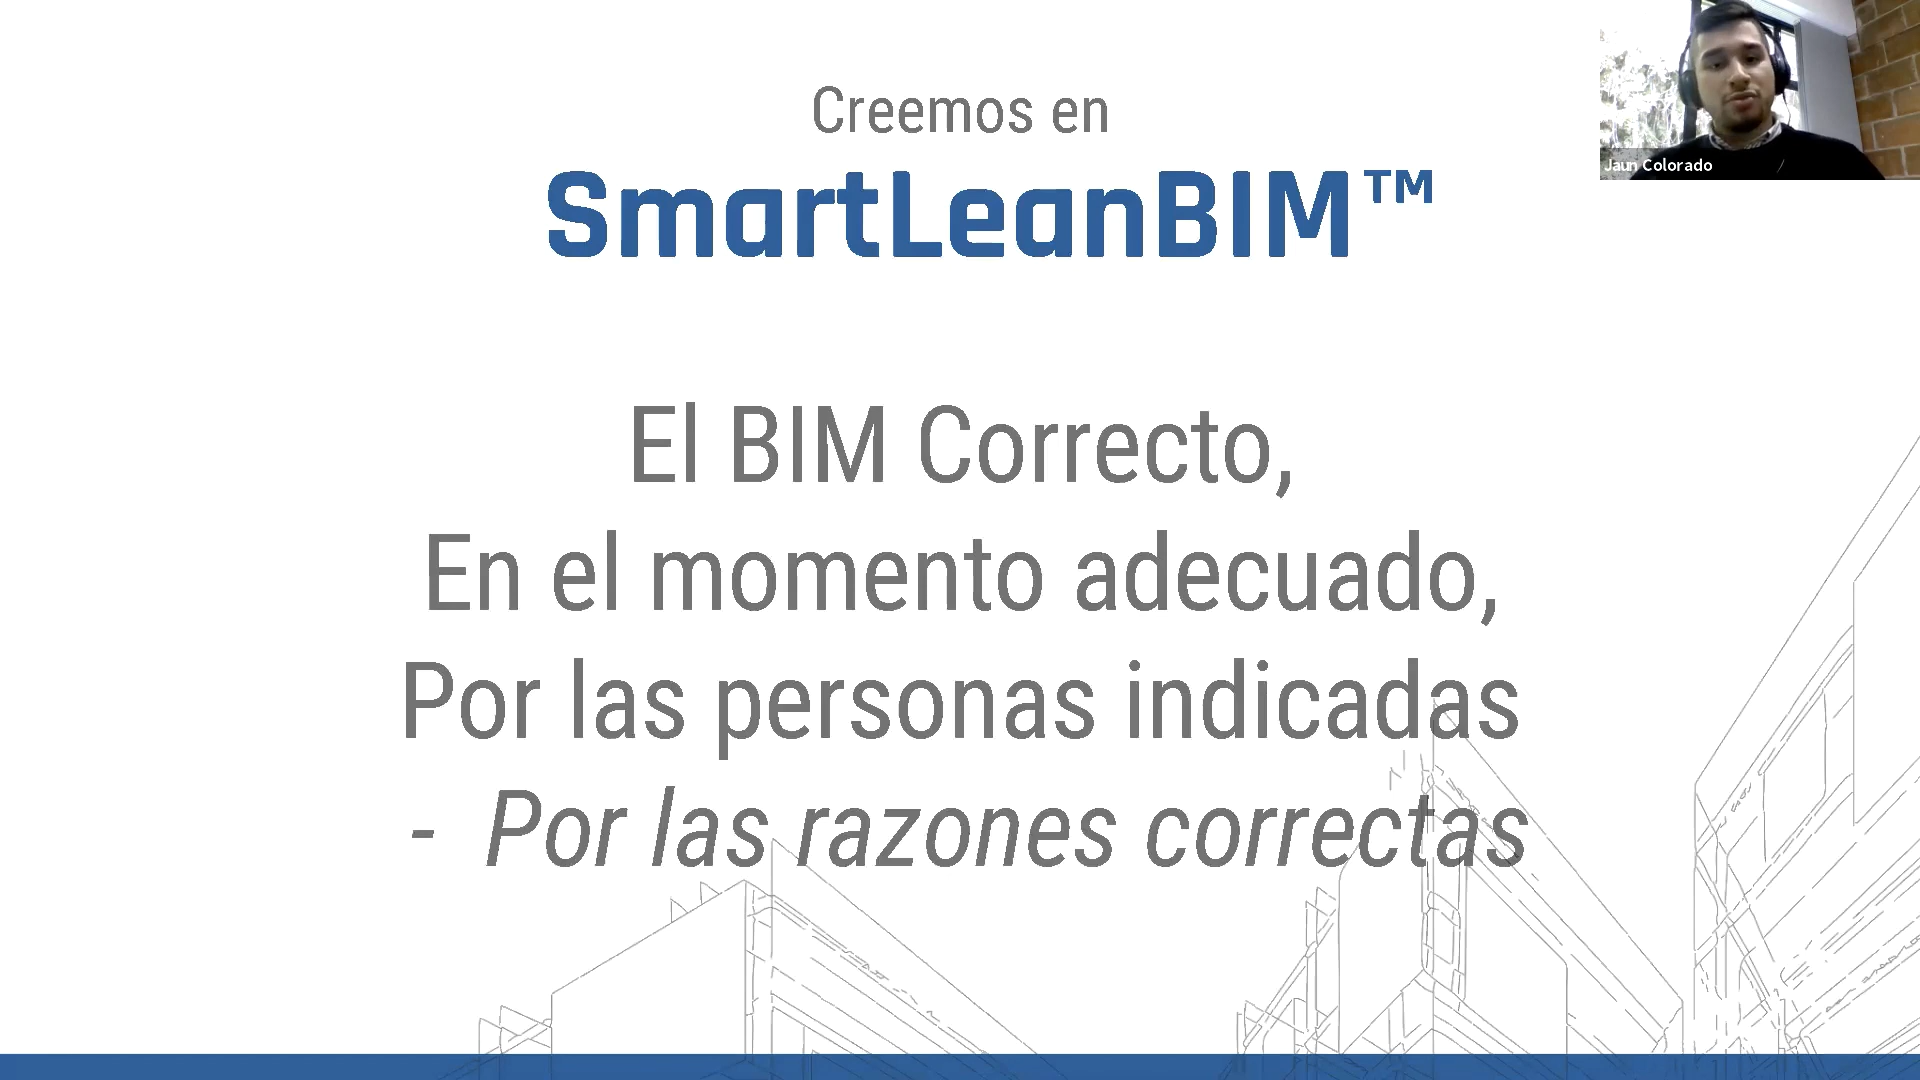 Creemos en
SmartLeanBIM™
El BIM Correcto,
En el momento adecuado,
Por las personas indicadas
- Por las razones correctas
Jaun Colorado